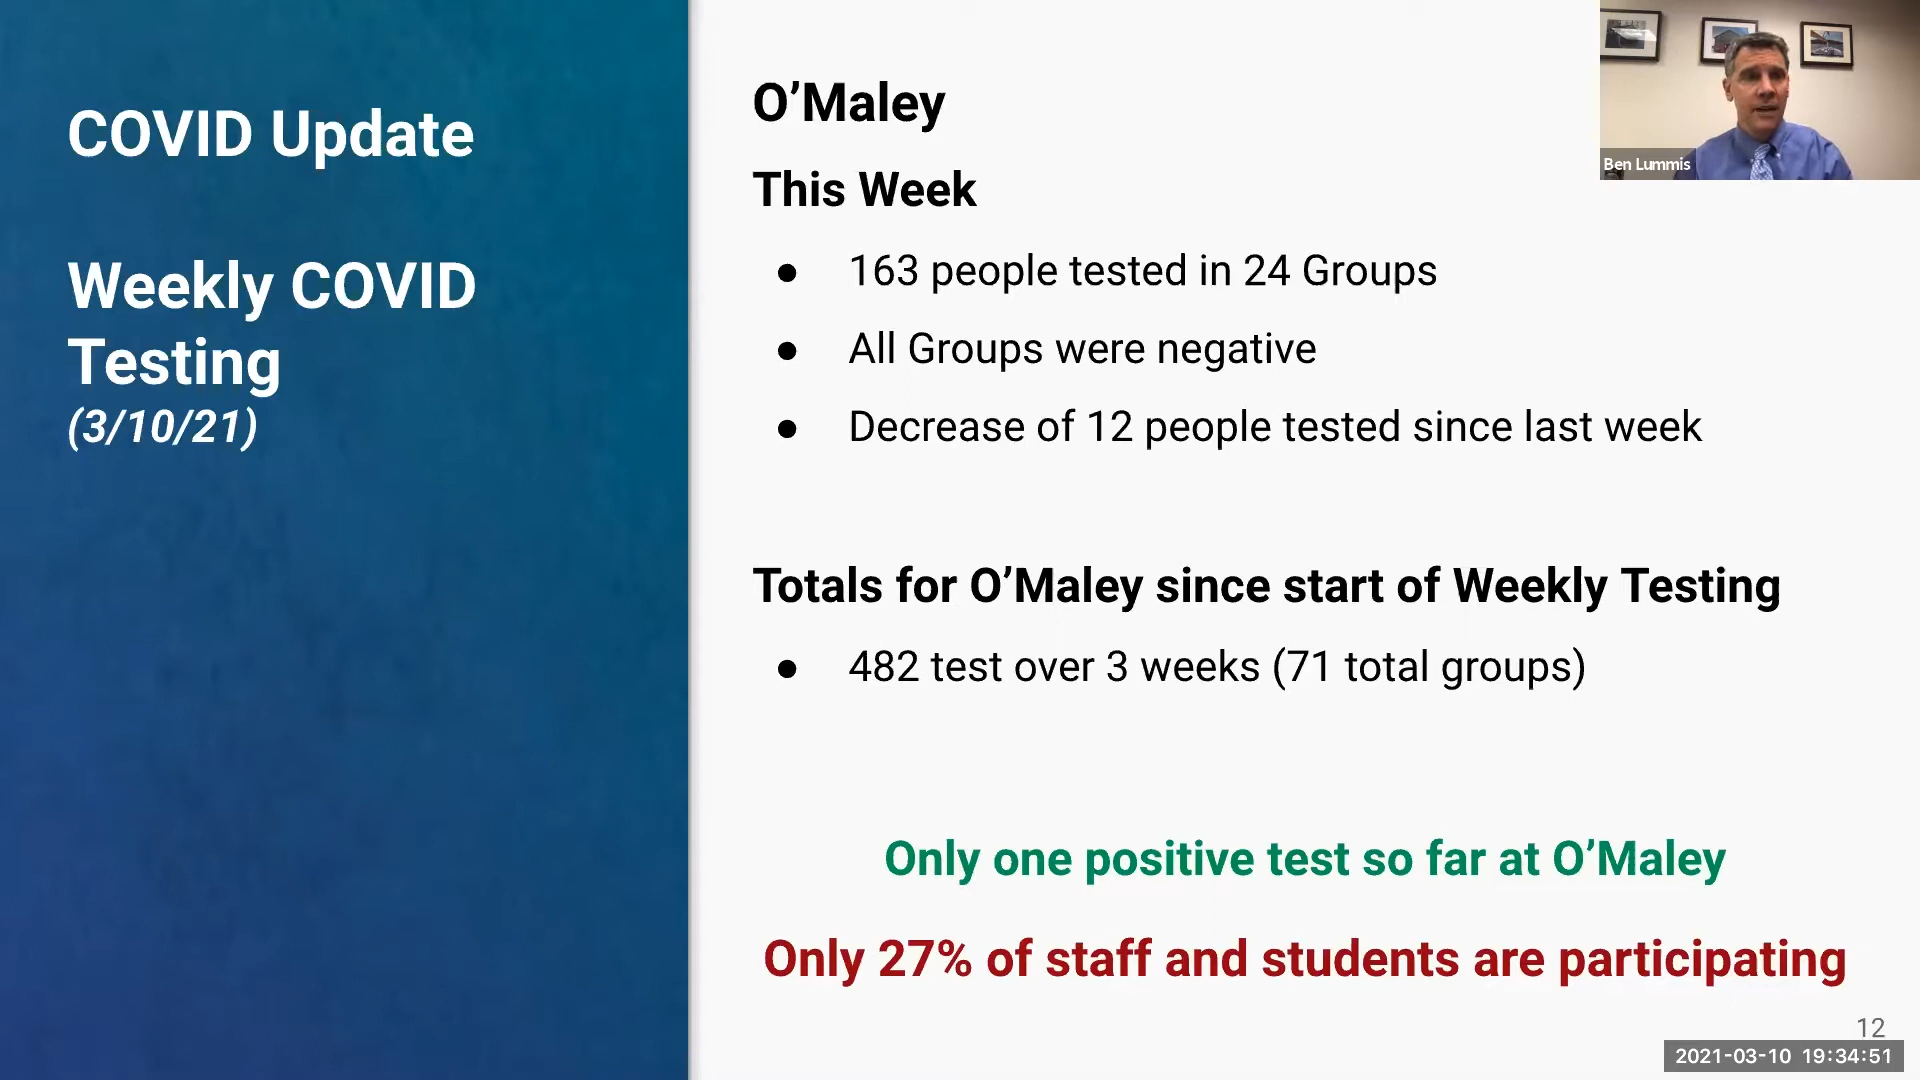 COVID Update
Weekly COVID
Testing
(3/10/21)
O’Maley
This Week
● 163 people tested in 24 Groups
● All Groups were negative
● Decrease of 12 people tested since last week
Totals for O’Maley since start of Weekly Testing
● 482 test over 3 weeks (71 total groups)
Only one positive test so far at O’Maley
Only 27% of staff and students are participating
12
Ben Lummis
2021-03-10 19:34:51